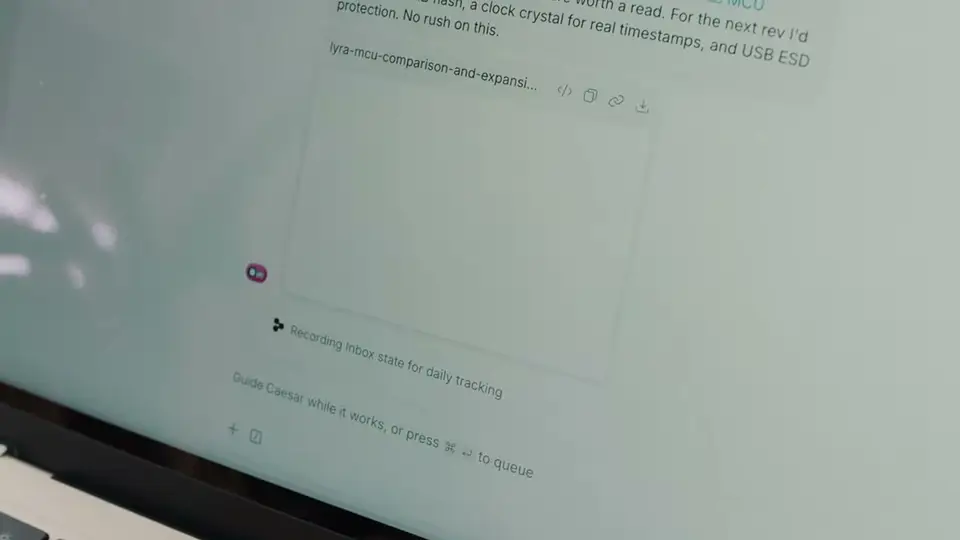 MCU
worth a read. For the next rev I'd
flash, a clock crystal for real timestamps, and USB ESD
protection. No rush on this.
lyra-mcu-comparison-and-expansi...
Recording Inbox state for daily tracking
Guide Caesar while it works, or press ⌘ ↵ to queue